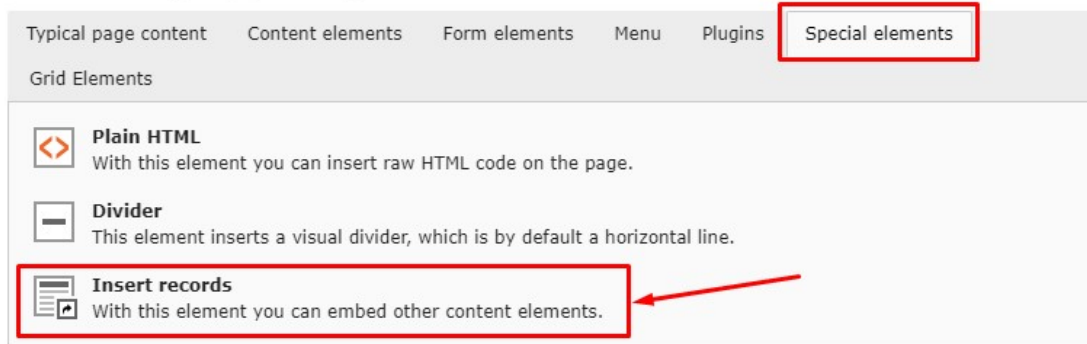 Typical page content Content elements Form elements Menu Plugins Special elements
Grid Elements
Plain HTML
With this element you can insert raw HTML code on the page.
Divider
This element inserts a visual divider, which is by default a horizontal line.
Insert records
With this element you can embed other content elements.